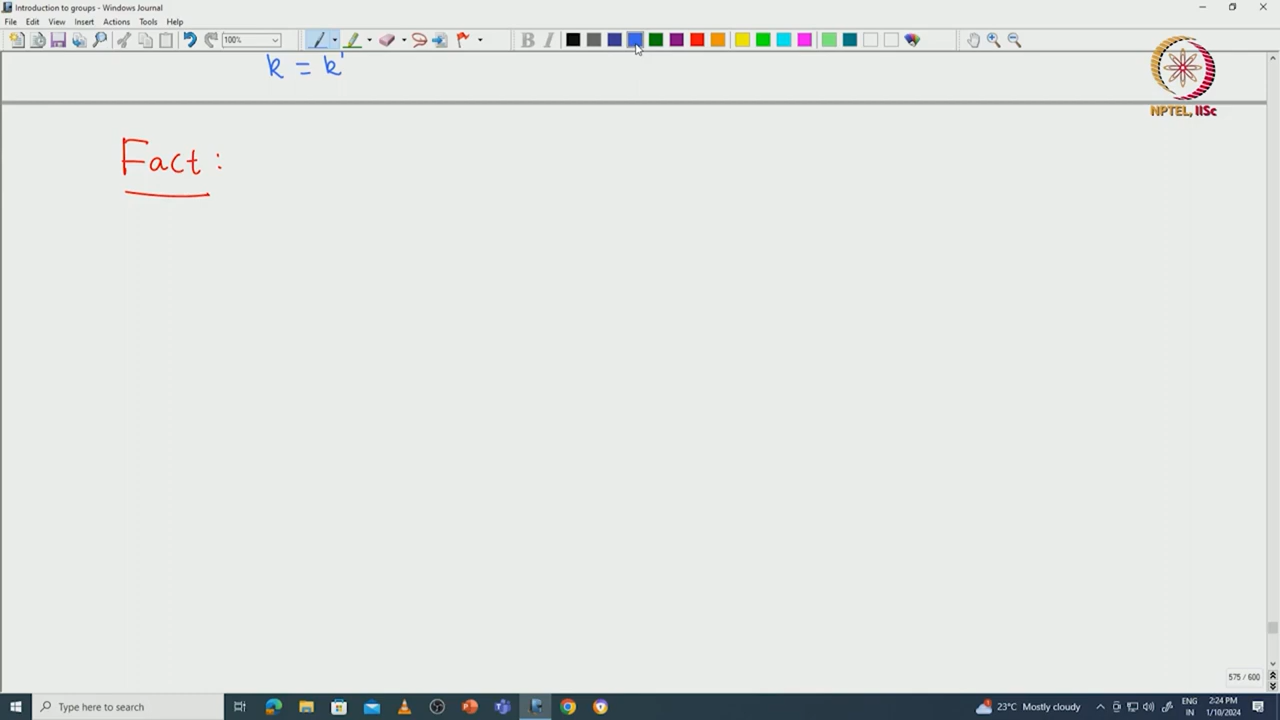 Introduction to groups - Windows Journal
File Edit View Insert Actions Tools Help
100%
B I
k = k'
NPTEL, IISc
Fact :
575 / 600
Type here to search
23°C Mostly cloudy
ENG
IN
2:24 PM
1/10/2024